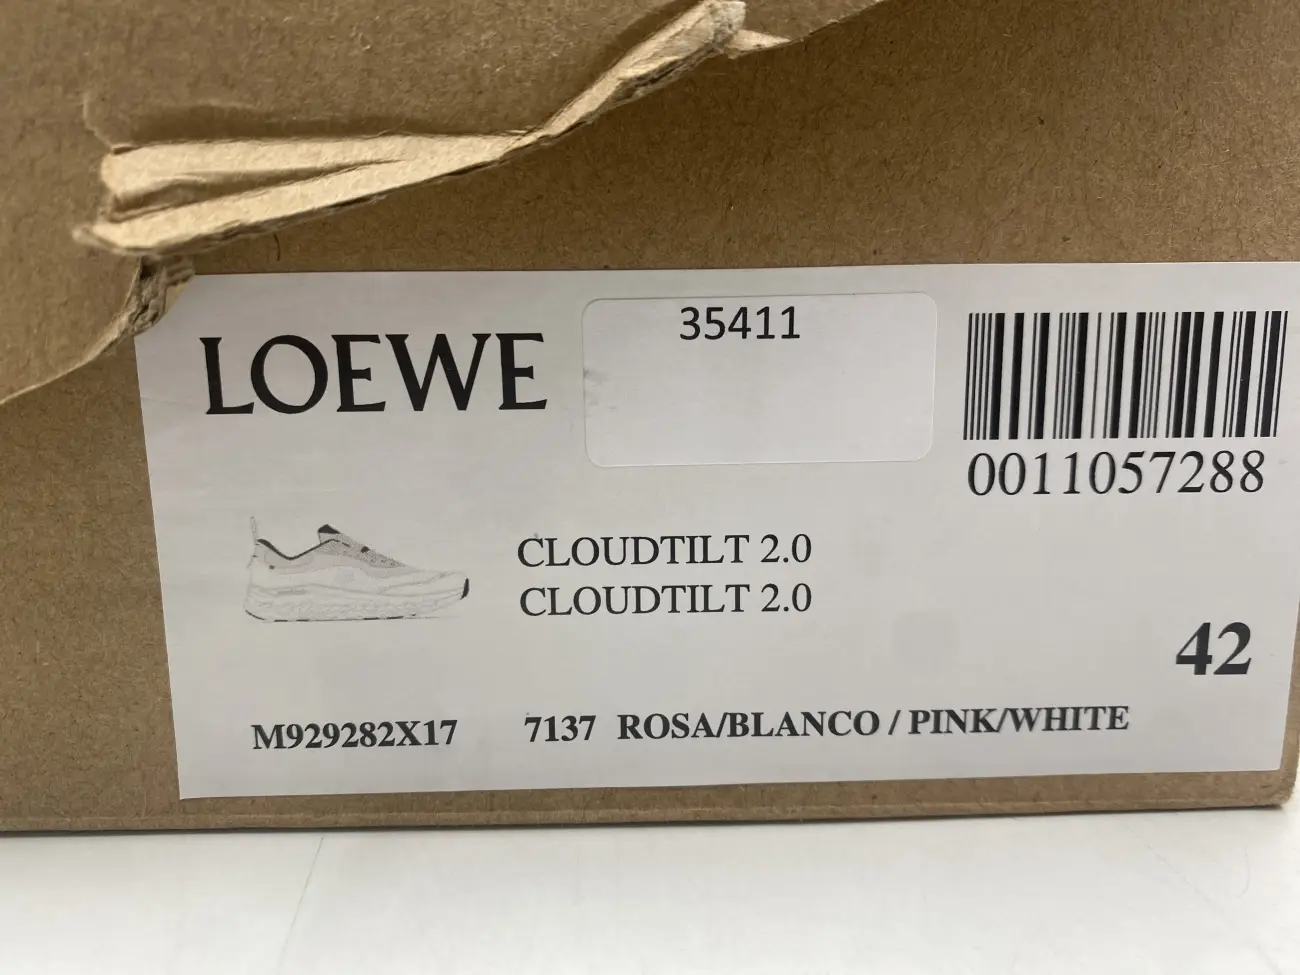 LOEWE
35411
0011057288
CLOUDTILT 2.0
CLOUDTILT 2.0
42
M929282X17 7137 ROSA/BLANCO / PINK/WHITE